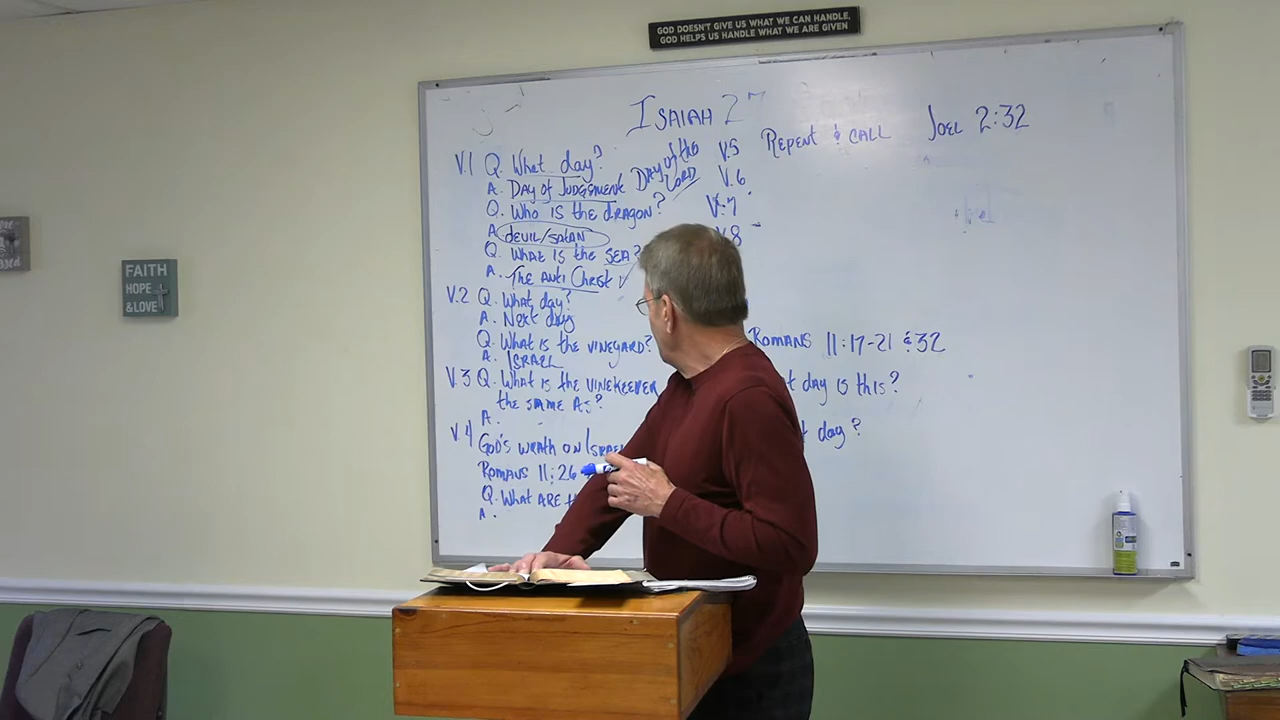 GOD DOESN'T GIVE US WHAT WE CAN HANDLE,
GOD HELPS US HANDLE WHAT WE ARE GIVEN
FAITH
HOPE
& LOVE
ISAIAH 27
V.1 Q. What day?
A. DAY OF JUDGEMENT DAY of the LORD
Q. Who is the dRAGON?
A devil/SATAN
Q. WHAT IS the SEA?
A. The ANTI ChRIST
V.2 Q. What day?
A. Next day
Q. What is the VINEYARD?
A. ISRAEL
V.3 Q. What is the VINEKEEPER
the SAME AS?
A.
V.4 God's WRATH ON
ROMANS 11:26
Q. What ARE
A.
V.5 REPENT & CALL JOEL 2:32
V.6
V.7
V.8
ROMANS 11:17-21 & 32
day is this?
day?